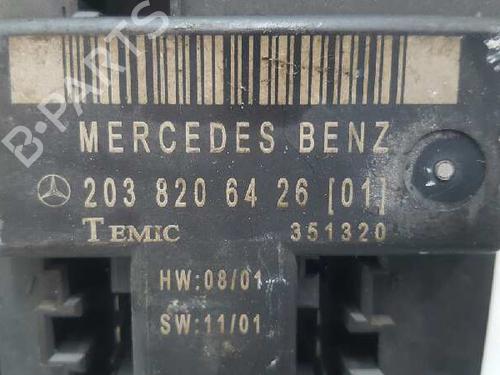 B-PARTS
MERCEDES BENZ
203 820 64 26 [01]
TEMIC 351320
HW:08/01
SW:11/01